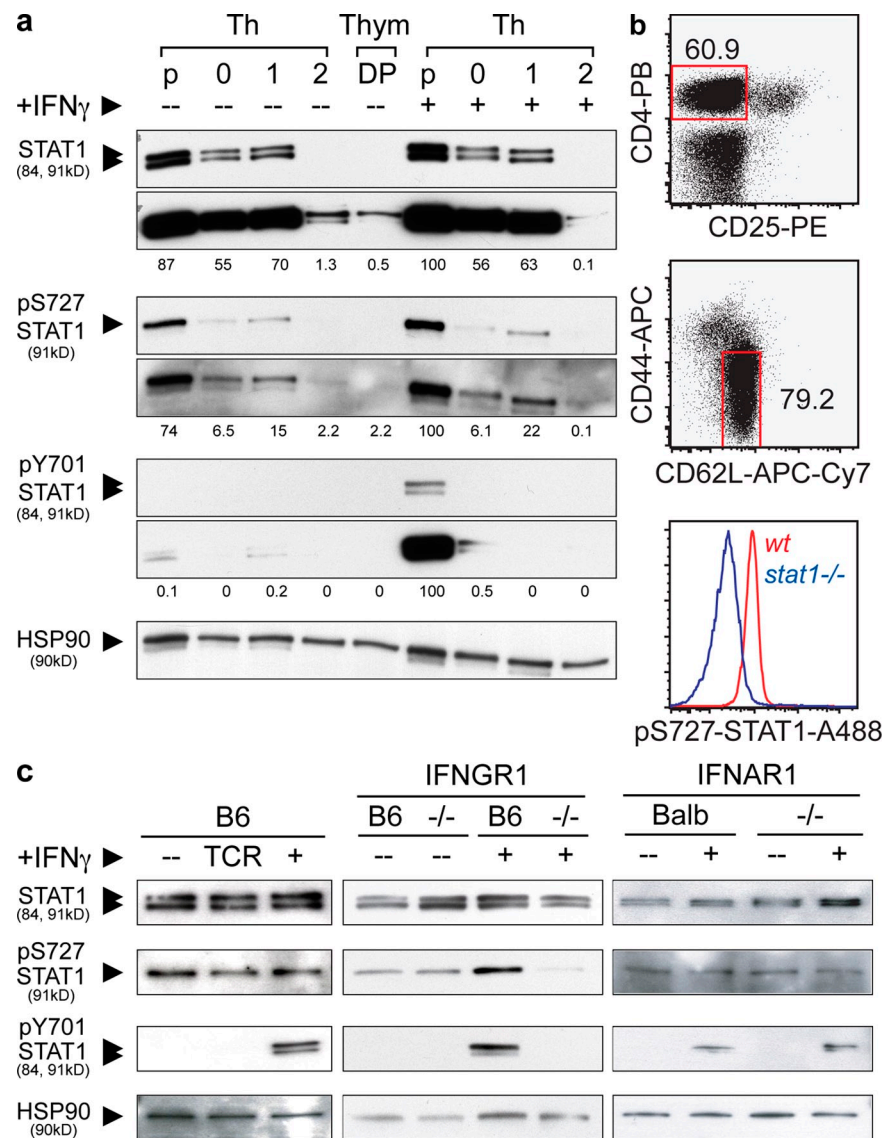 a
Th Thym Th
p 0 1 2 DP p 0 1 2
+IFNγ -- -- -- -- -- + + + +
STAT1
(84, 91kD)
87 55 70 1.3 0.5 100 56 63 0.1
pS727
STAT1
(91kD)
74 6.5 15 2.2 2.2 100 6.1 22 0.1
pY701
STAT1
(84, 91kD)
0.1 0 0.2 0 0 100 0.5 0 0
HSP90
(90kD)
b
60.9
CD4-PB
CD25-PE
CD44-APC
79.2
CD62L-APC-Cy7
wt
stat1-/-
pS727-STAT1-A488
c
IFNGR1 IFNAR1
B6 B6 -/- B6 -/- Balb -/-
+IFNγ -- TCR + -- -- + + -- + -- +
STAT1
(84, 91kD)
pS727
STAT1
(91kD)
pY701
STAT1
(84, 91kD)
HSP90
(90kD)